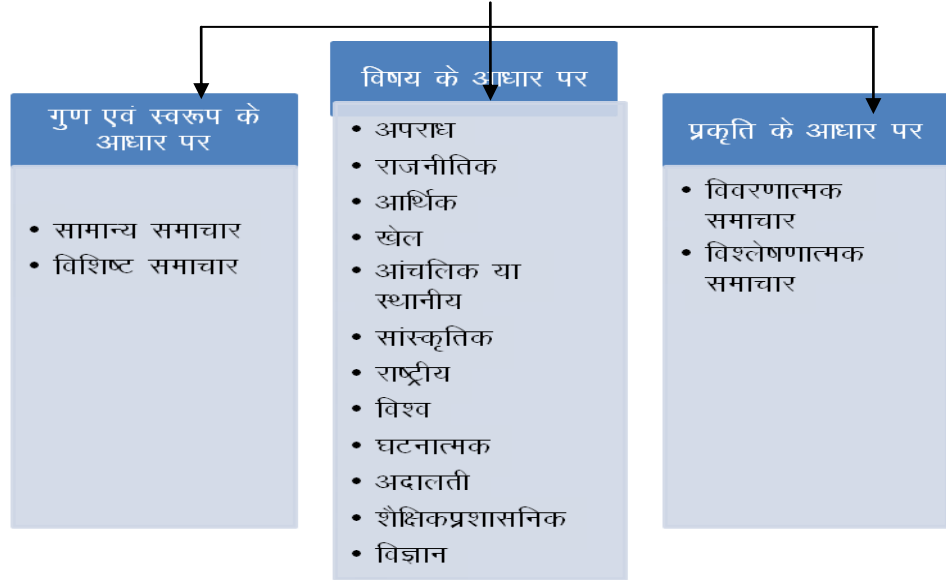 गुण एवं स्वरूप के
आधार पर
• सामान्य समाचार
• विशिष्ट समाचार
विषय के आधार पर
• अपराध
• राजनीतिक
• आर्थिक
• खेल
• आंचलिक या
स्थानीय
• सांस्कृतिक
• राष्ट्रीय
• विश्व
• घटनात्मक
• अदालती
• शैक्षिकप्रशासनिक
• विज्ञान
प्रकृति के आधार पर
• विवरणात्मक
समाचार
• विश्लेषणात्मक
समाचार